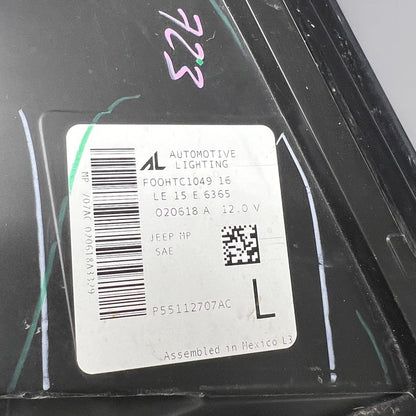 723
AL AUTOMOTIVE
LIGHTING
F00HTC1049 16
LE 15 E 6365
020618 A 12.0 V
JEEP MP
SAE
P55112707AC
L
Assembled in Mexico L3